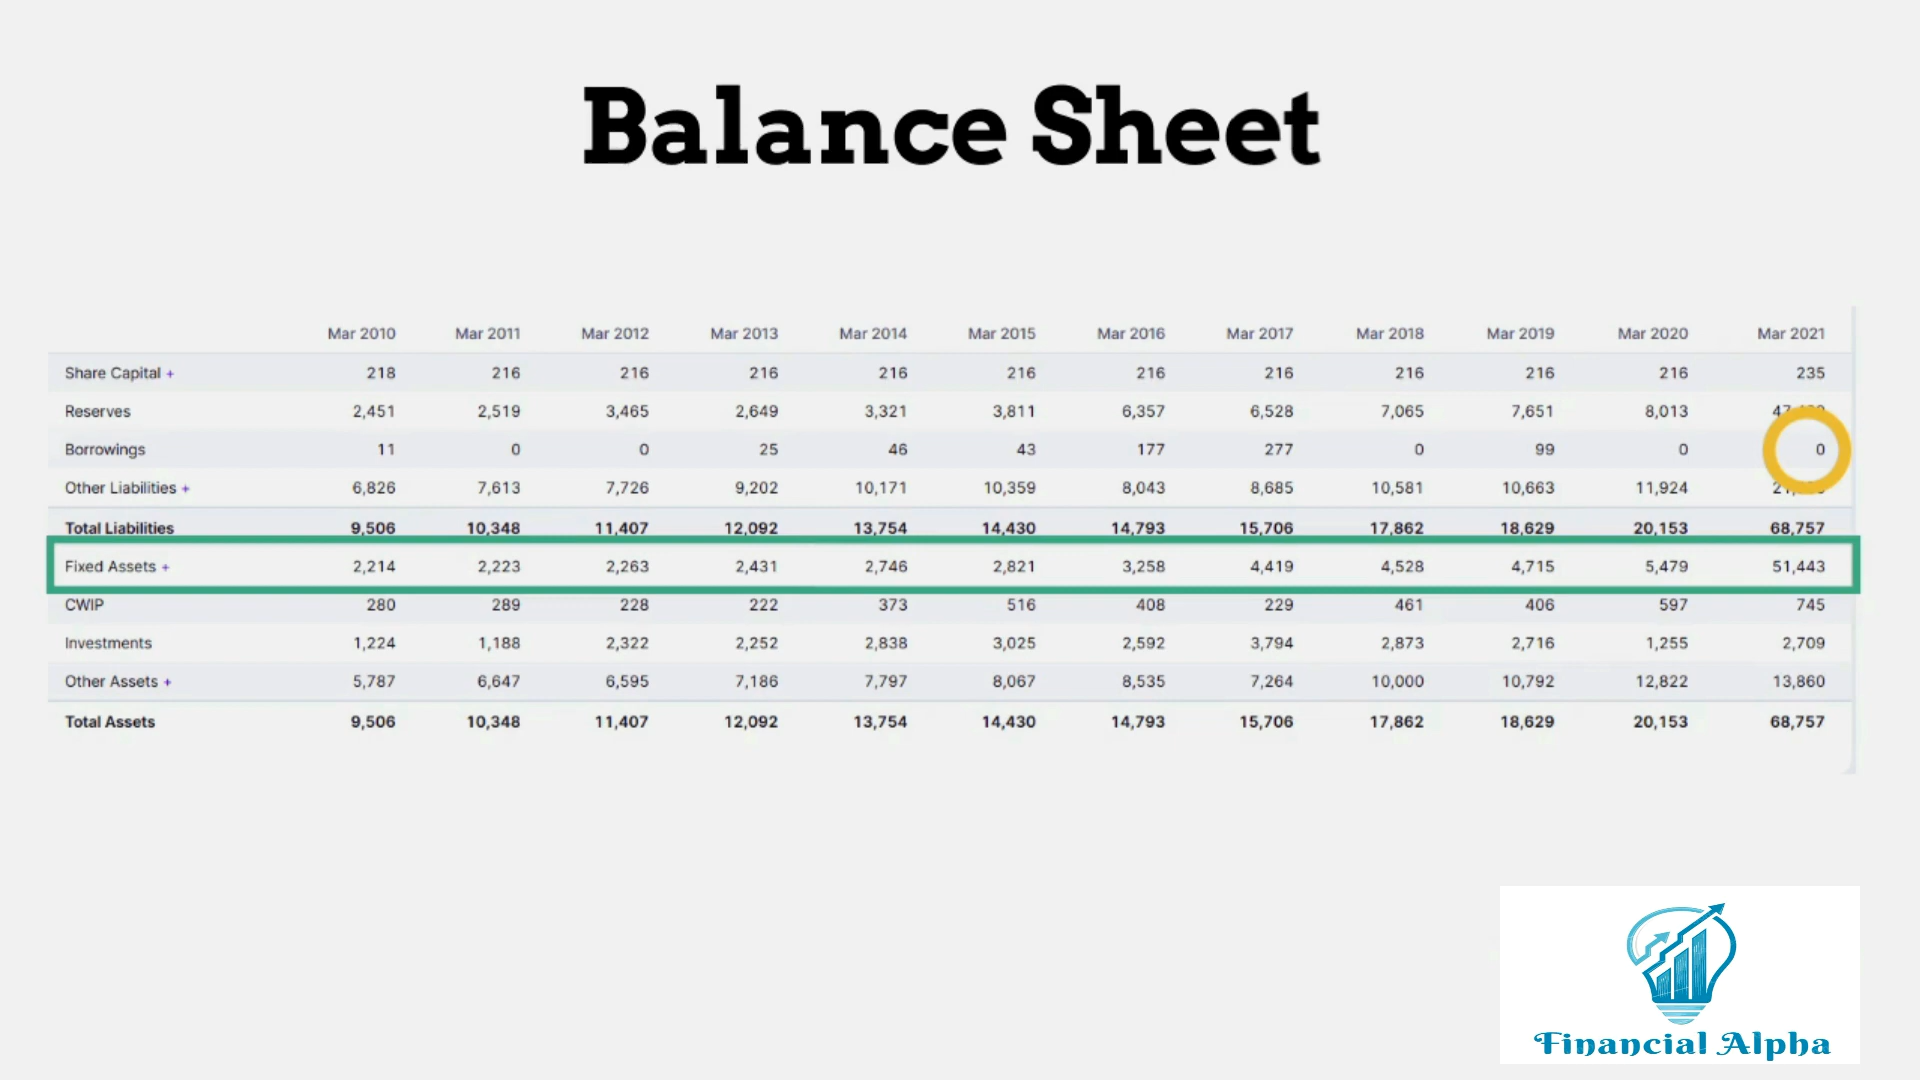 Balance Sheet
Mar 2010 Mar 2011 Mar 2012 Mar 2013 Mar 2014 Mar 2015 Mar 2016 Mar 2017 Mar 2018 Mar 2019 Mar 2020 Mar 2021
Share Capital + 218 216 216 216 216 216 216 216 216 216 216 235
Reserves 2,451 2,519 3,465 2,649 3,321 3,811 6,357 6,528 7,065 7,651 8,013
Borrowings 11 0 0 25 46 43 177 277 0 99 0 0
Other Liabilities + 6,826 7,613 7,726 9,202 10,171 10,359 8,043 8,685 10,581 10,663 11,924
Total Liabilities 9,506 10,348 11,407 12,092 13,754 14,430 14,793 15,706 17,862 18,629 20,153 68,757
Fixed Assets + 2,214 2,223 2,263 2,431 2,746 2,821 3,258 4,419 4,528 4,715 5,479 51,443
CWIP 280 289 228 222 373 516 408 229 461 406 597 745
Investments 1,224 1,188 2,322 2,252 2,838 3,025 2,592 3,794 2,873 2,716 1,255 2,709
Other Assets + 5,787 6,647 6,595 7,186 7,797 8,067 8,535 7,264 10,000 10,792 12,822 13,860
Total Assets 9,506 10,348 11,407 12,092 13,754 14,430 14,793 15,706 17,862 18,629 20,153 68,757
Financial Alpha